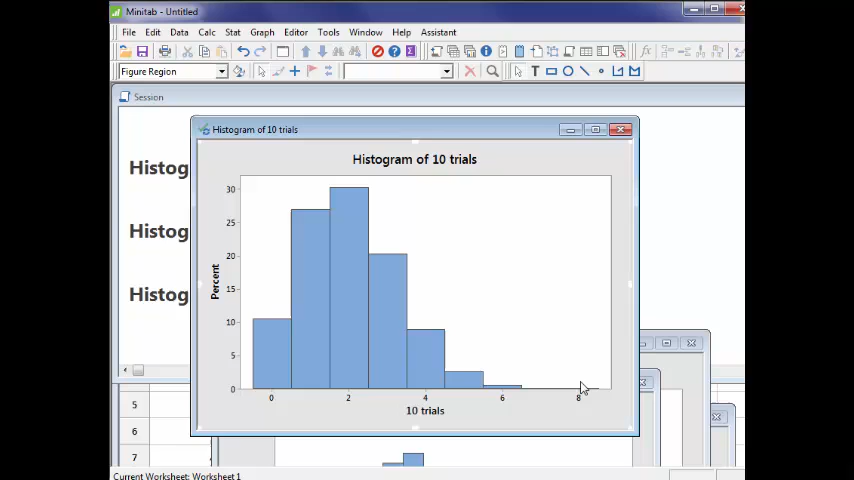 Minitab - Untitled
File Edit Data Calc Stat Graph Editor Tools Window Help Assistant
Figure Region
Session
Histog
Histog
Histog
Histogram of 10 trials
Histogram of 10 trials
30
25
20
15
10
5
0
Percent
0 2 4 6 8
10 trials
5
6
7
Current Worksheet: Worksheet 1